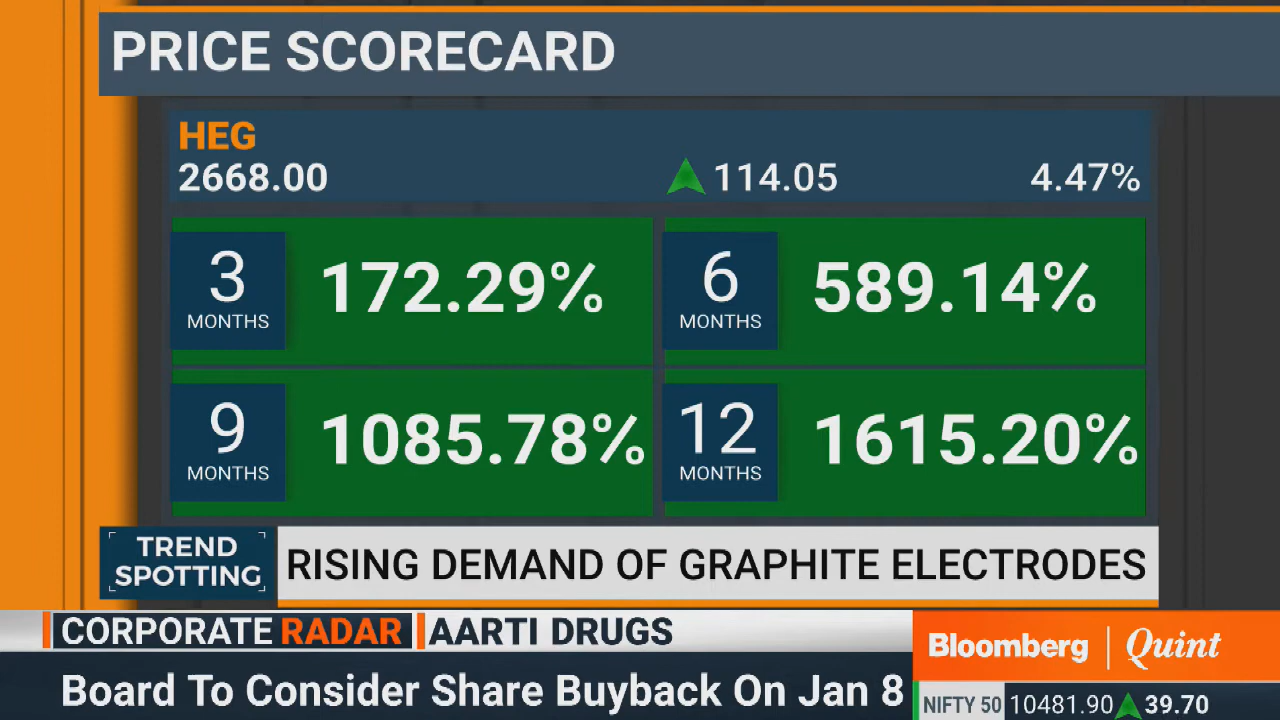 PRICE SCORECARD
HEG
2668.00 114.05 4.47%
3 MONTHS 172.29%
6 MONTHS 589.14%
9 MONTHS 1085.78%
12 MONTHS 1615.20%
TREND SPOTTING
RISING DEMAND OF GRAPHITE ELECTRODES
CORPORATE RADAR AARTI DRUGS
Board To Consider Share Buyback On Jan 8
Bloomberg | Quint
NIFTY 50 10481.90 39.70